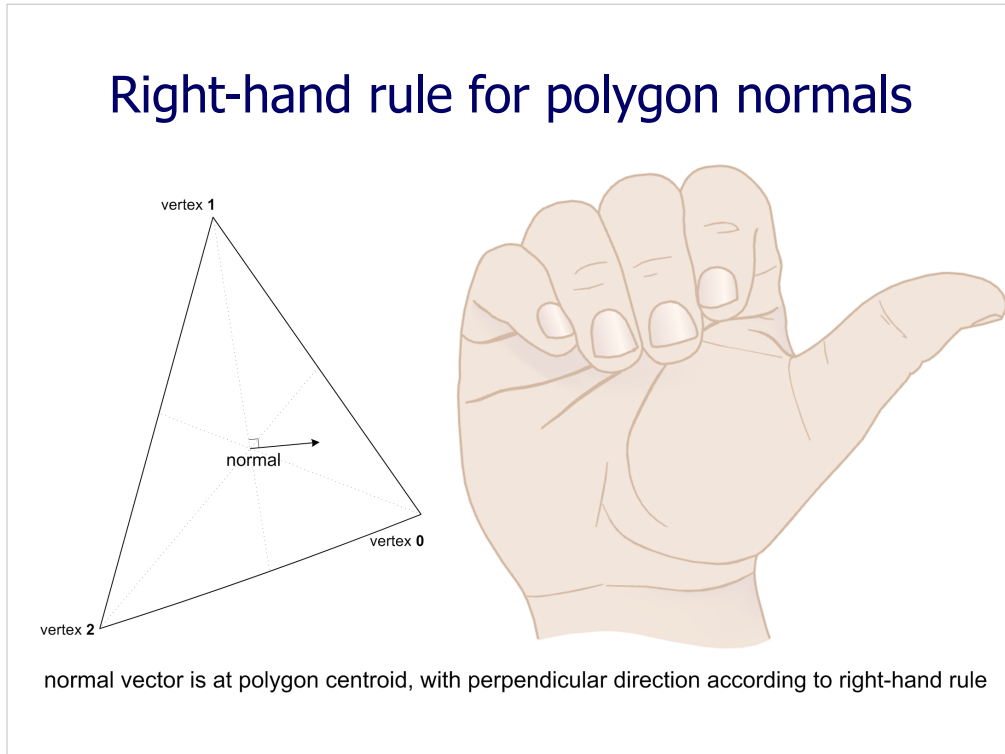 Right-hand rule for polygon normals
vertex 1
normal
vertex 0
vertex 2
normal vector is at polygon centroid, with perpendicular direction according to right-hand rule